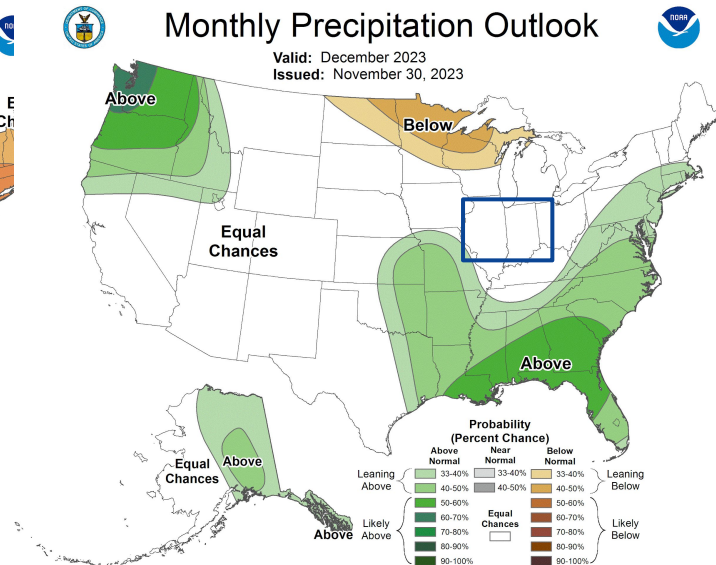 Monthly Precipitation Outlook
Valid: December 2023
Issued: November 30, 2023
NOAA
Above
Below
Equal
Chances
Above
Equal
Chances
Above
Above
Probability
(Percent Chance)
Above
Normal
Near
Normal
Below
Normal
Leaning
Above
33-40%
33-40%
33-40%
Leaning
Below
40-50%
40-50%
40-50%
Likely
Above
50-60%
50-60%
Likely
Below
60-70%
60-70%
70-80%
70-80%
80-90%
80-90%
90-100%
90-100%
Equal
Chances